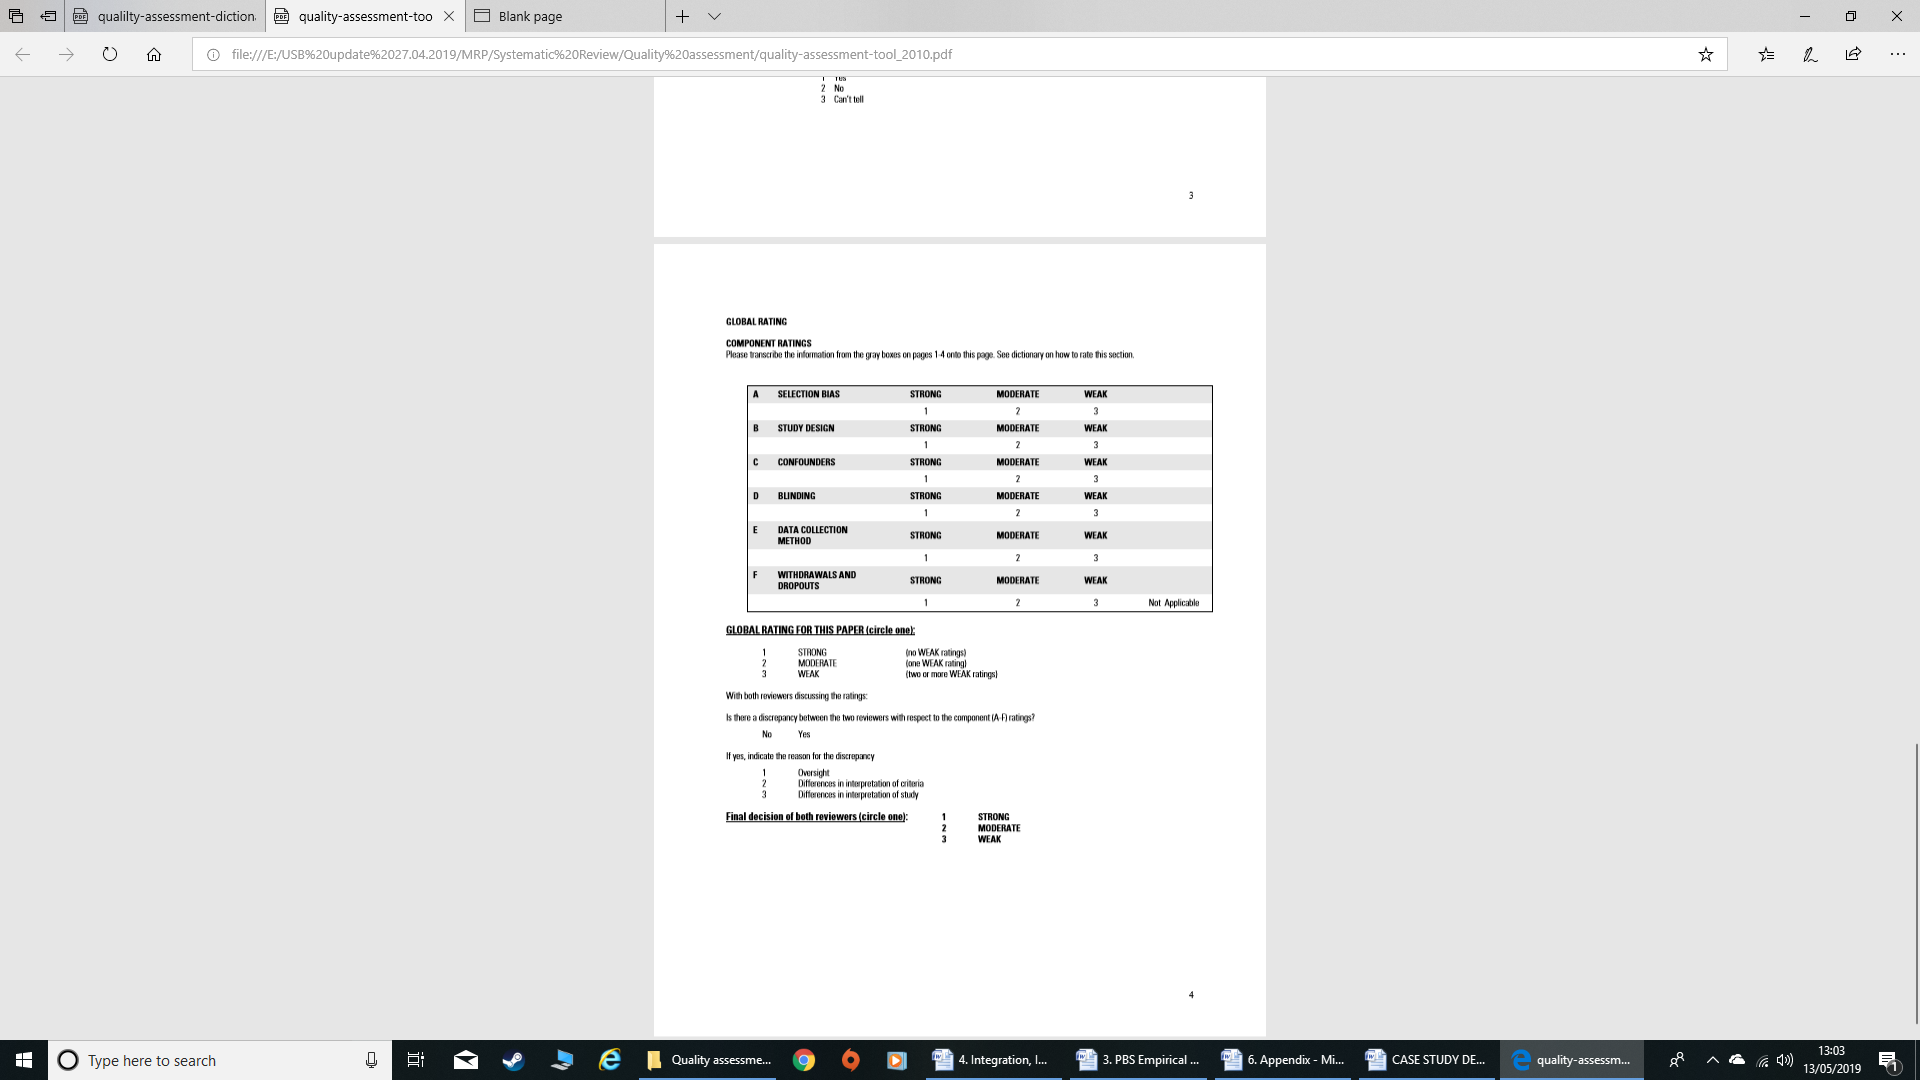 qualilty-assessment-diction
quality-assessment-too
Blank page
file:///E:/USB%20update%2027.04.2019/MRP/Systematic%20Review/Quality%20assessment/quality-assessment-tool_2010.pdf
1 Yes
2 No
3 Can't tell
3
GLOBAL RATING
COMPONENT RATINGS
Please transcribe the information from the gray boxes on pages 1-4 onto this page. See dictionary on how to rate this section.
A SELECTION BIAS STRONG MODERATE WEAK
1 2 3
B STUDY DESIGN STRONG MODERATE WEAK
1 2 3
C CONFOUNDERS STRONG MODERATE WEAK
1 2 3
D BLINDING STRONG MODERATE WEAK
1 2 3
E DATA COLLECTION
METHOD STRONG MODERATE WEAK
1 2 3
F WITHDRAWALS AND
DROPOUTS STRONG MODERATE WEAK
1 2 3 Not Applicable
GLOBAL RATING FOR THIS PAPER (circle one):
1 STRONG (no WEAK ratings)
2 MODERATE (one WEAK rating)
3 WEAK (two or more WEAK ratings)
With both reviewers discussing the ratings:
Is there a discrepancy between the two reviewers with respect to the component (A-F) ratings?
No Yes
If yes, indicate the reason for the discrepancy
1 Oversight
2 Differences in interpretation of criteria
3 Differences in interpretation of study
Final decision of both reviewers (circle one): 1 STRONG
2 MODERATE
3 WEAK
4
Type here to search
Quality assessme...
4. Integration, I...
3. PBS Empirical ...
6. Appendix - Mi...
CASE STUDY DE...
quality-assessm...
13:03
13/05/2019
1